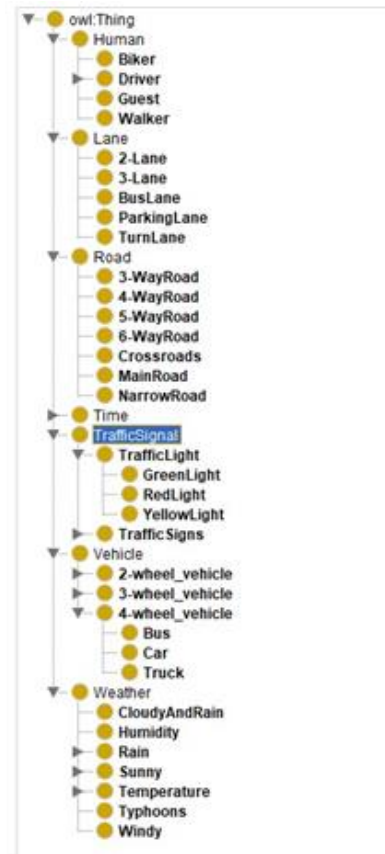 owl:Thing
Human
Biker
Driver
Guest
Walker
Lane
2-Lane
3-Lane
BusLane
ParkingLane
TurnLane
Road
3-WayRoad
4-WayRoad
5-WayRoad
6-WayRoad
Crossroads
MainRoad
NarrowRoad
Time
TrafficSignal
TrafficLight
GreenLight
RedLight
YellowLight
TrafficSigns
Vehicle
2-wheel_vehicle
3-wheel_vehicle
4-wheel_vehicle
Bus
Car
Truck
Weather
CloudyAndRain
Humidity
Rain
Sunny
Temperature
Typhoons
Windy